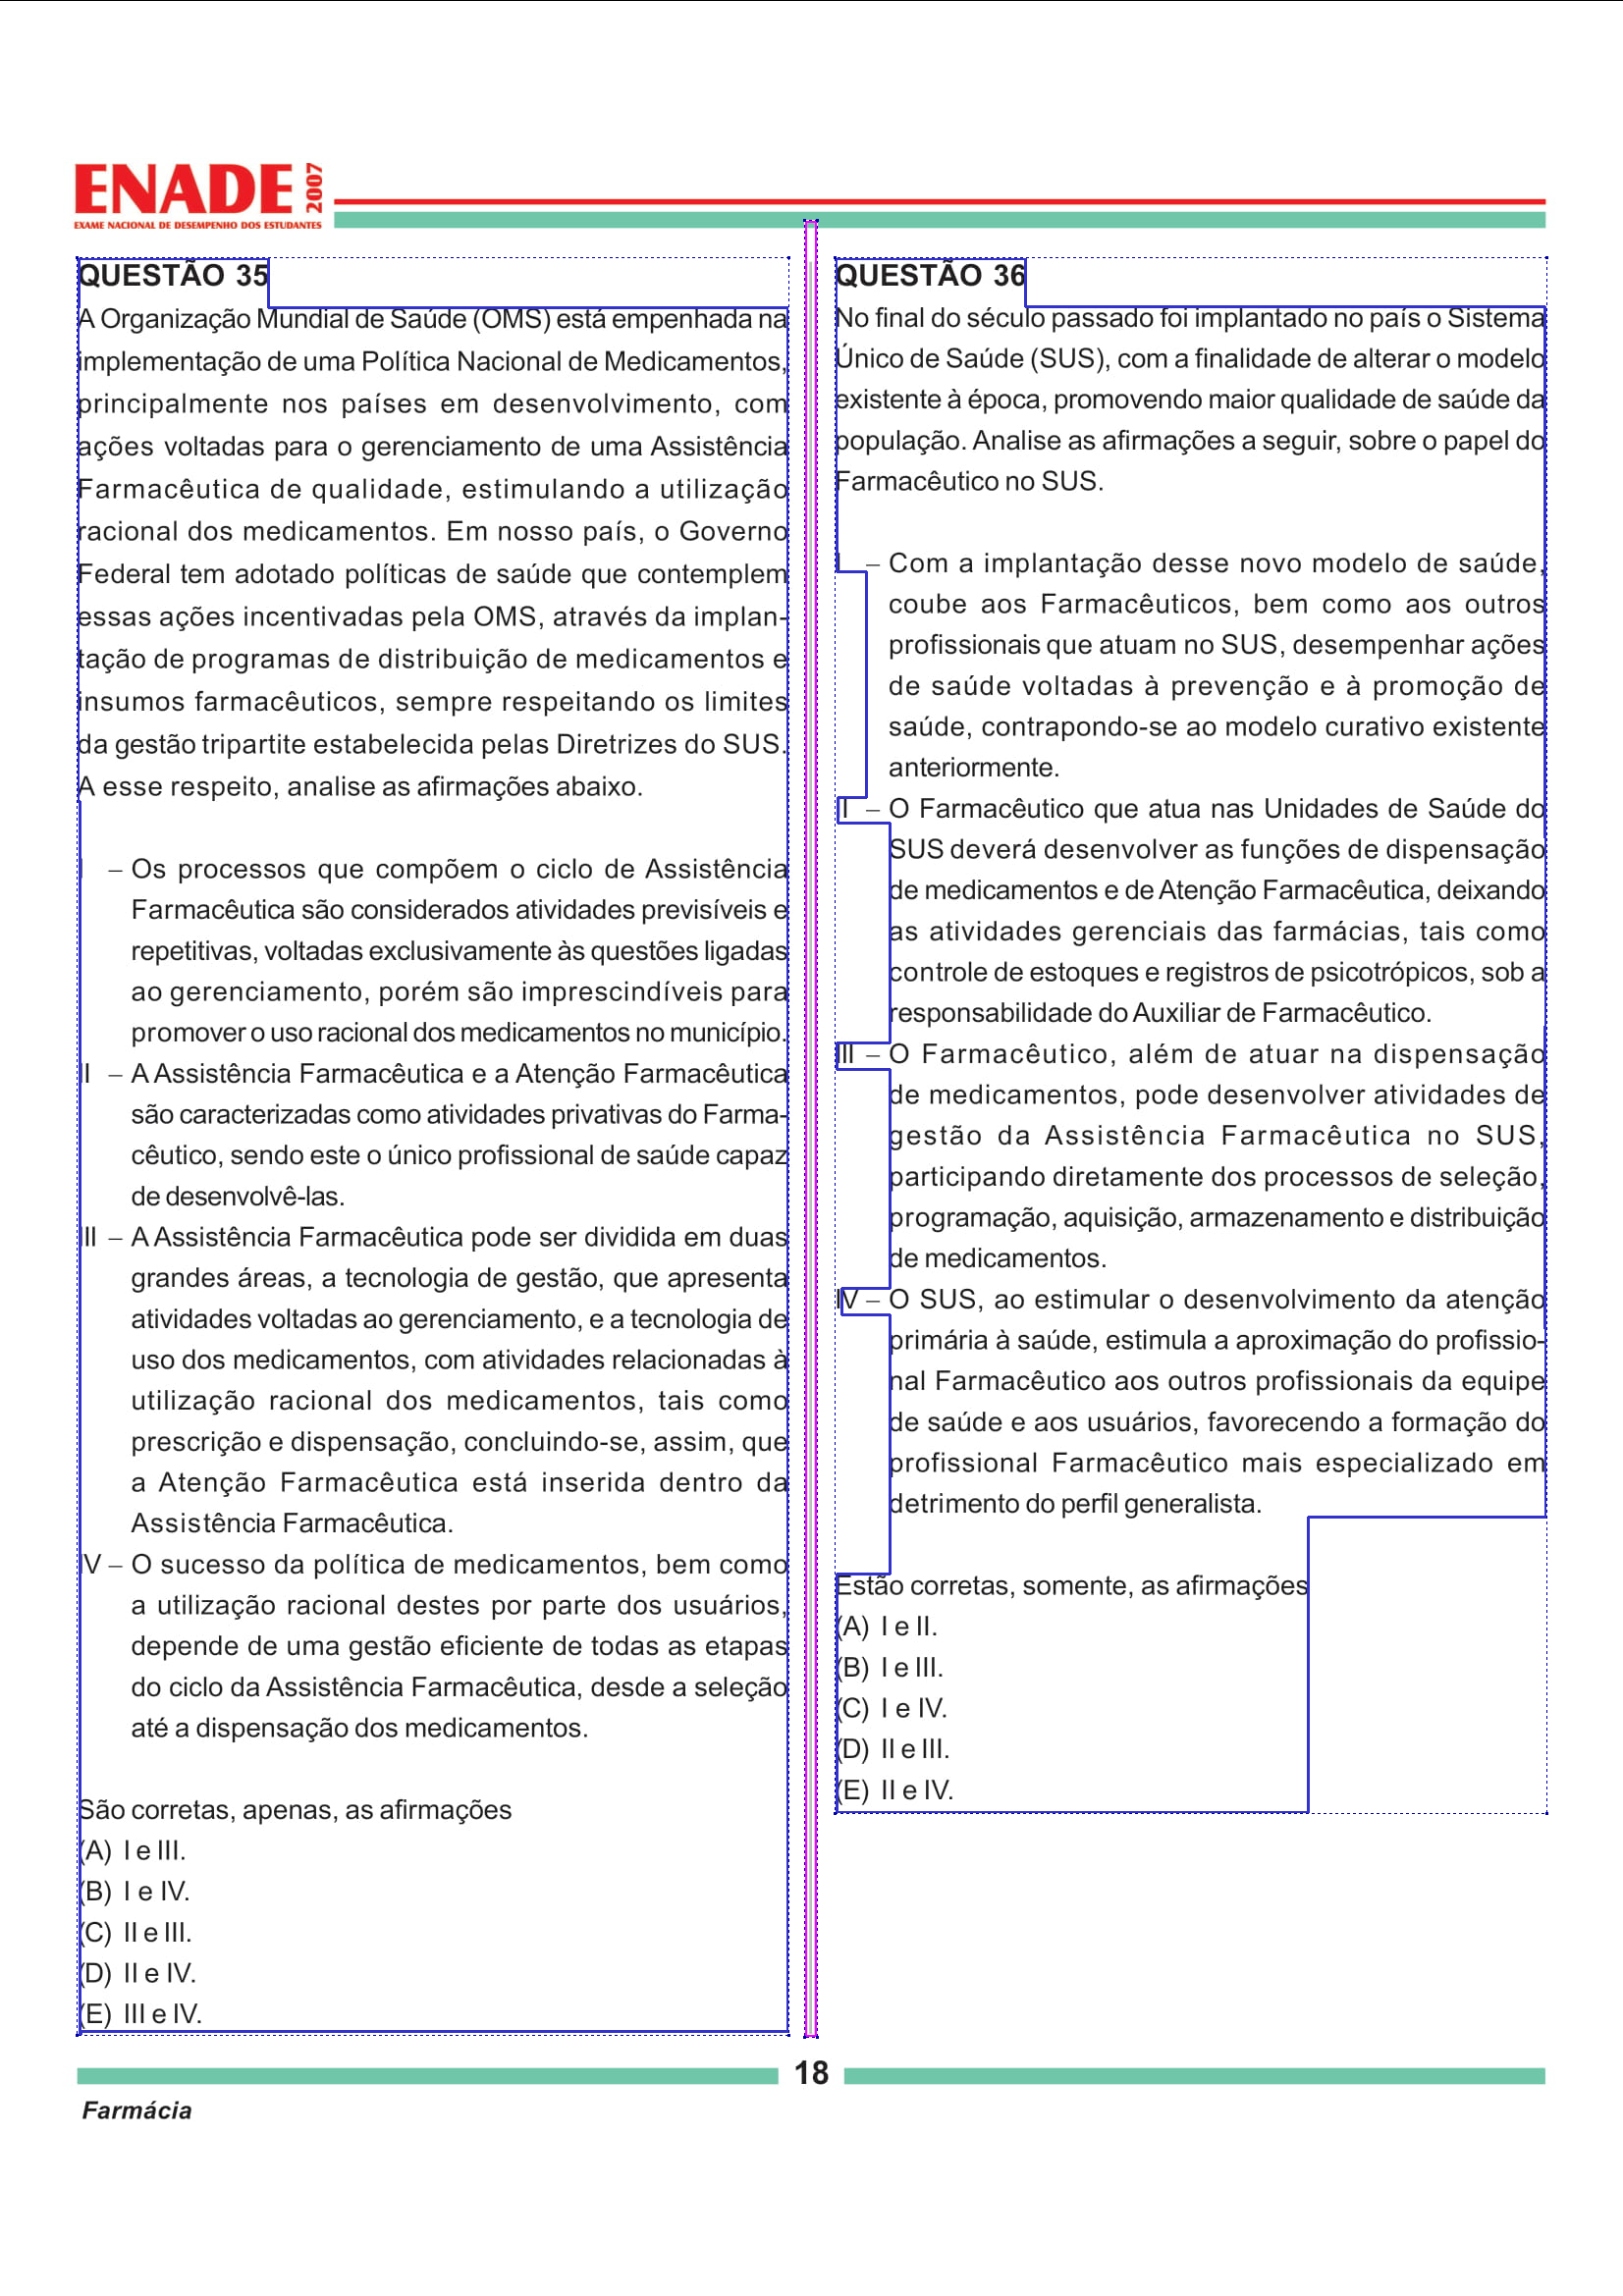 ENADE 2007
EXAME NACIONAL DE DESEMPENHO DOS ESTUDANTES
QUESTÃO 35
A Organização Mundial de Saúde (OMS) está empenhada na
implementação de uma Política Nacional de Medicamentos,
principalmente nos países em desenvolvimento, com
ações voltadas para o gerenciamento de uma Assistência
Farmacêutica de qualidade, estimulando a utilização
racional dos medicamentos. Em nosso país, o Governo
Federal tem adotado políticas de saúde que contemplem
essas ações incentivadas pela OMS, através da implan-
tação de programas de distribuição de medicamentos e
insumos farmacêuticos, sempre respeitando os limites
da gestão tripartite estabelecida pelas Diretrizes do SUS.
A esse respeito, analise as afirmações abaixo.
I – Os processos que compõem o ciclo de Assistência
Farmacêutica são considerados atividades previsíveis e
repetitivas, voltadas exclusivamente às questões ligadas
ao gerenciamento, porém são imprescindíveis para
promover o uso racional dos medicamentos no município.
II – A Assistência Farmacêutica e a Atenção Farmacêutica
são caracterizadas como atividades privativas do Farma-
cêutico, sendo este o único profissional de saúde capaz
de desenvolvê-las.
III – A Assistência Farmacêutica pode ser dividida em duas
grandes áreas, a tecnologia de gestão, que apresenta
atividades voltadas ao gerenciamento, e a tecnologia de
uso dos medicamentos, com atividades relacionadas à
utilização racional dos medicamentos, tais como
prescrição e dispensação, concluindo-se, assim, que
a Atenção Farmacêutica está inserida dentro da
Assistência Farmacêutica.
IV – O sucesso da política de medicamentos, bem como
a utilização racional destes por parte dos usuários,
depende de uma gestão eficiente de todas as etapas
do ciclo da Assistência Farmacêutica, desde a seleção
até a dispensação dos medicamentos.
São corretas, apenas, as afirmações
(A) I e III.
(B) I e IV.
(C) II e III.
(D) II e IV.
(E) III e IV.
QUESTÃO 36
No final do século passado foi implantado no país o Sistema
Único de Saúde (SUS), com a finalidade de alterar o modelo
existente à época, promovendo maior qualidade de saúde da
população. Analise as afirmações a seguir, sobre o papel do
Farmacêutico no SUS.
I – Com a implantação desse novo modelo de saúde,
coube aos Farmacêuticos, bem como aos outros
profissionais que atuam no SUS, desempenhar ações
de saúde voltadas à prevenção e à promoção de
saúde, contrapondo-se ao modelo curativo existente
anteriormente.
II – O Farmacêutico que atua nas Unidades de Saúde do
SUS deverá desenvolver as funções de dispensação
de medicamentos e de Atenção Farmacêutica, deixando
as atividades gerenciais das farmácias, tais como
controle de estoques e registros de psicotrópicos, sob a
responsabilidade do Auxiliar de Farmacêutico.
III – O Farmacêutico, além de atuar na dispensação
de medicamentos, pode desenvolver atividades de
gestão da Assistência Farmacêutica no SUS,
participando diretamente dos processos de seleção,
programação, aquisição, armazenamento e distribuição
de medicamentos.
IV – O SUS, ao estimular o desenvolvimento da atenção
primária à saúde, estimula a aproximação do profissio-
nal Farmacêutico aos outros profissionais da equipe
de saúde e aos usuários, favorecendo a formação do
profissional Farmacêutico mais especializado em
detrimento do perfil generalista.
Estão corretas, somente, as afirmações
(A) I e II.
(B) I e III.
(C) I e IV.
(D) II e III.
(E) II e IV.
18
Farmácia